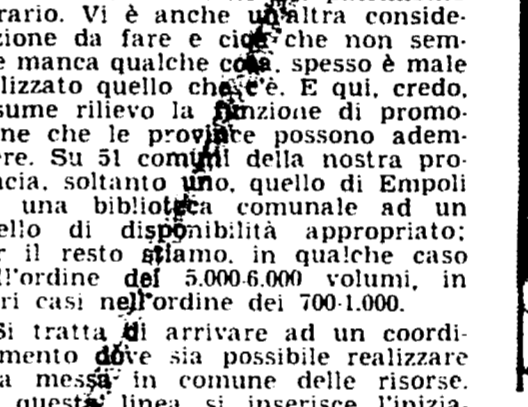 rario. Vi è anche un'altra conside-
zione da fare e cioè che non sem-
e manca qualche cosa, spesso è male
lizzato quello che c'è. E qui, credo,
sume rilievo la funzione di promo-
ne che le province possono adem-
ere. Su 51 comuni della nostra pro-
ncia, soltanto uno, quello di Empoli
una biblioteca comunale ad un
ello di disponibilità appropriato;
r il resto stiamo, in qualche caso
ll'ordine dei 5.000-6.000 volumi, in
ri casi nell'ordine dei 700-1.000.
Si tratta di arrivare ad un coordi-
mento dove sia possibile realizzare
a messa in comune delle risorse.
questa linea si inserisce l'inizia-